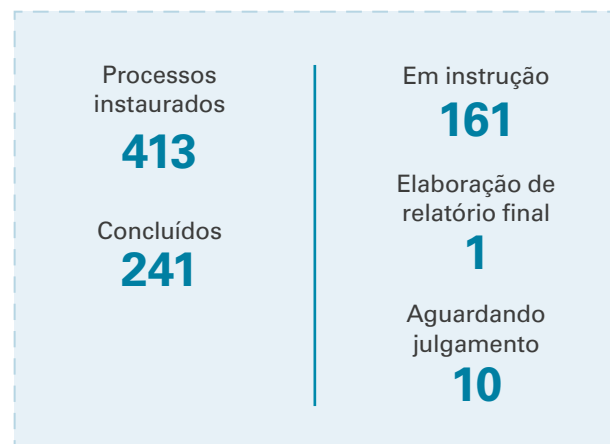 Processos
instaurados
413
Concluídos
241
Em instrução
161
Elaboração de
relatório final
1
Aguardando
julgamento
10